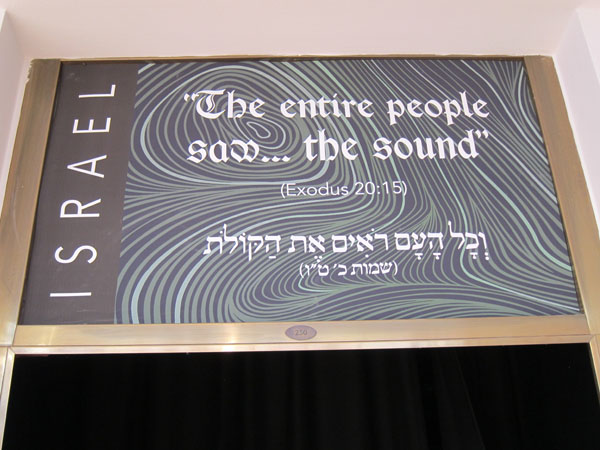 ISRAEL
"The entire people
saw... the sound"
(Exodus 20:15)
וְכָל הָעָם רֹאִים אֶת הַקּוֹלֹת
(שמות כ׳ ט״ו)